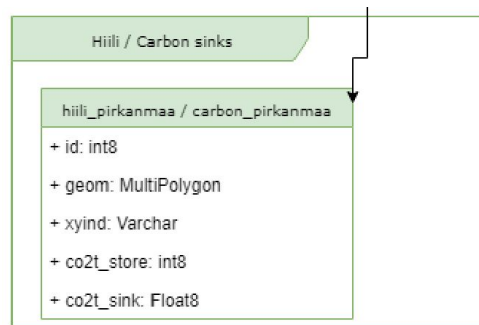 Hiili / Carbon sinks
hiili_pirkanmaa / carbon_pirkanmaa
+ id: int8
+ geom: MultiPolygon
+ xyind: Varchar
+ co2t_store: int8
+ co2t_sink: Float8